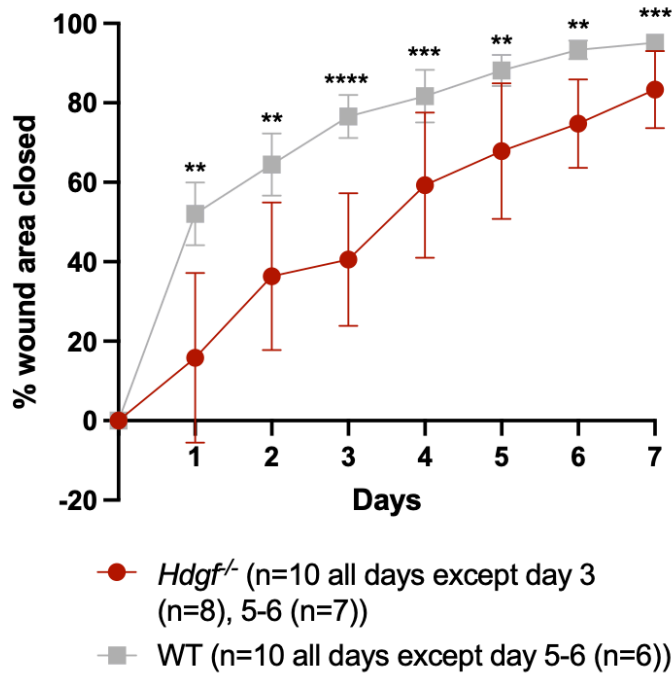 % wound area closed
100
80
60
40
20
0
-20
**
**
****
***
**
**
***
1 2 3 4 5 6 7
Days
Hdgf-/- (n=10 all days except day 3
(n=8), 5-6 (n=7))
WT (n=10 all days except day 5-6 (n=6))